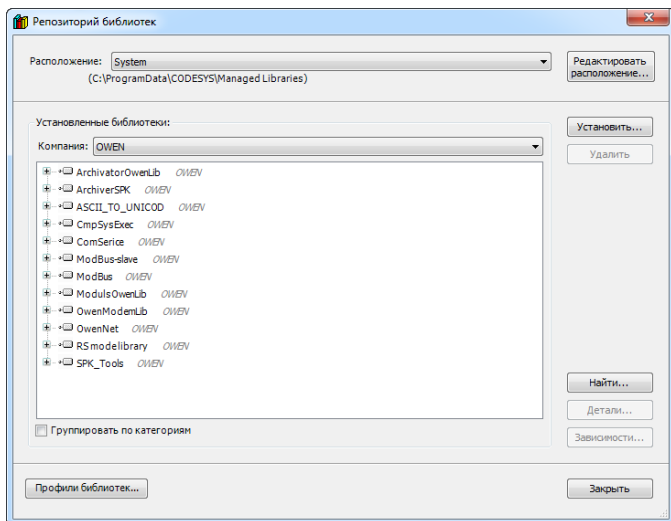 Репозиторий библиотек
Расположение: System
(C:\ProgramData\CODESYS\Managed Libraries)
Редактировать
расположение...
Установленные библиотеки:
Компания: OWEN
Установить...
Удалить
ArchivatorOwenLib OWEN
ArchiverSPK OWEN
ASCII_TO_UNICOD OWEN
CmpSysExec OWEN
ComSerice OWEN
ModBus-slave OWEN
ModBus OWEN
ModulsOwenLib OWEN
OwenModemLib OWEN
OwenNet OWEN
RS modelibrary OWEN
SPK_Tools OWEN
Найти...
Детали...
Зависимости...
Группировать по категориям
Профили библиотек...
Закрыть